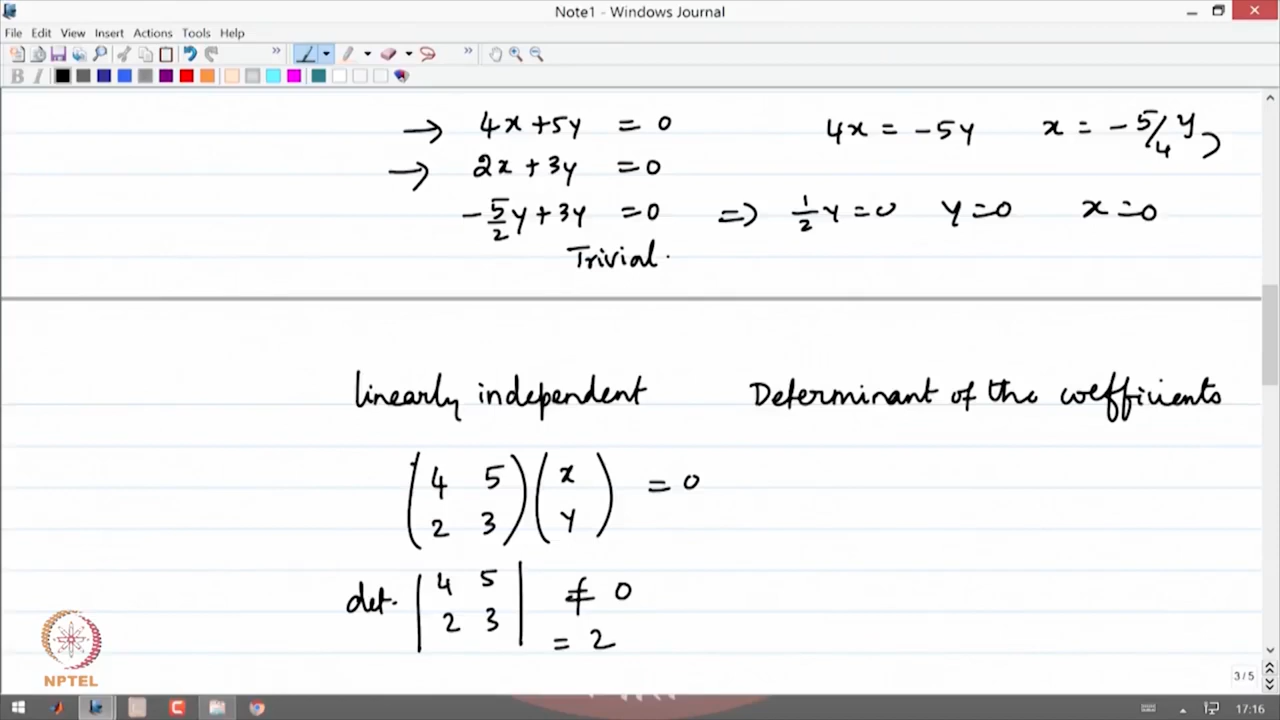 Note1 - Windows Journal
File Edit View Insert Actions Tools Help
→ 4x + 5y = 0 4x = -5y x = -5/4 y,
→ 2x + 3y = 0
-5/2 y + 3y = 0 => 1/2 y = 0 y = 0 x = 0
Trivial.
linearly independent Determinant of the coefficients
(4 5) (x) = 0
(2 3) (y)
det. |4 5| ≠ 0
|2 3| = 2
NPTEL
3 / 5
17:16